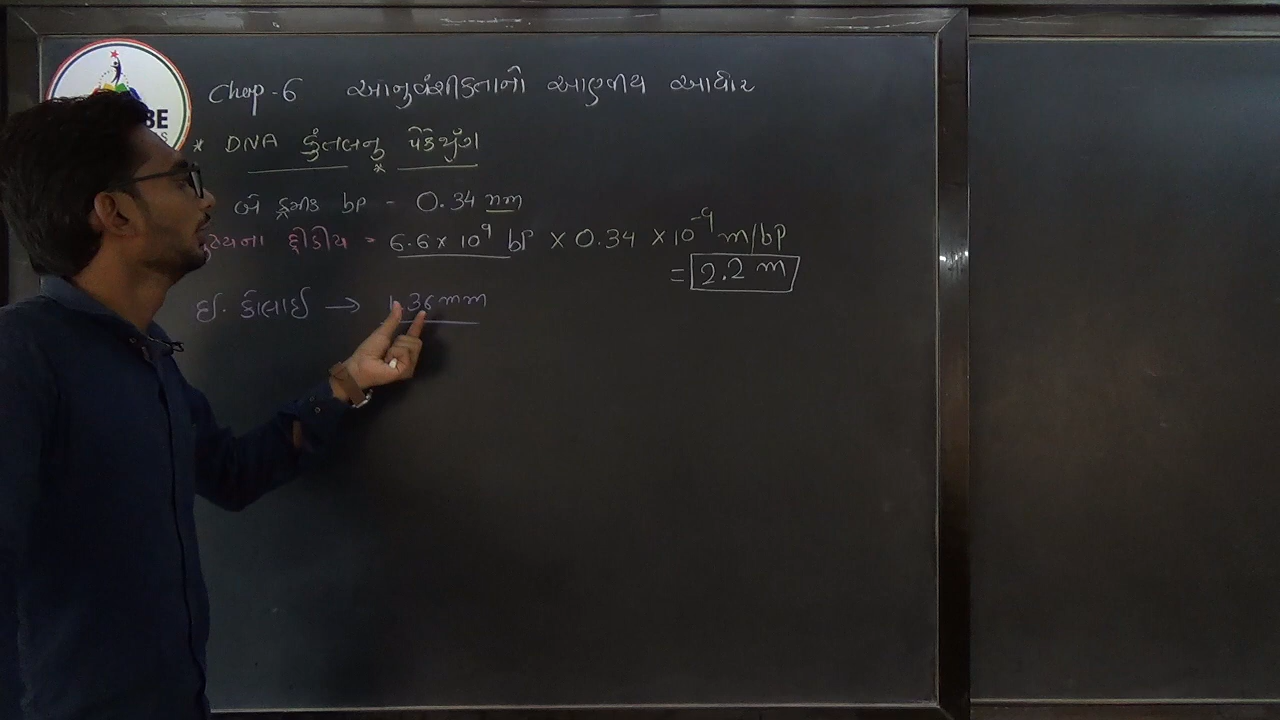 Chap-6 આનુવંશીકતાનો આણ્વીય આધાર
* DNA કુંતલનુ પેકેજીંગ
*
બે ક્રમીક bp - 0.34 nm
દ્વીકીય = 6.6 x 10⁹ bp x 0.34 x 10⁻⁹ m/bp
= 2.2 m
ઈ. કોલાઈ → 1.36 mm
BE